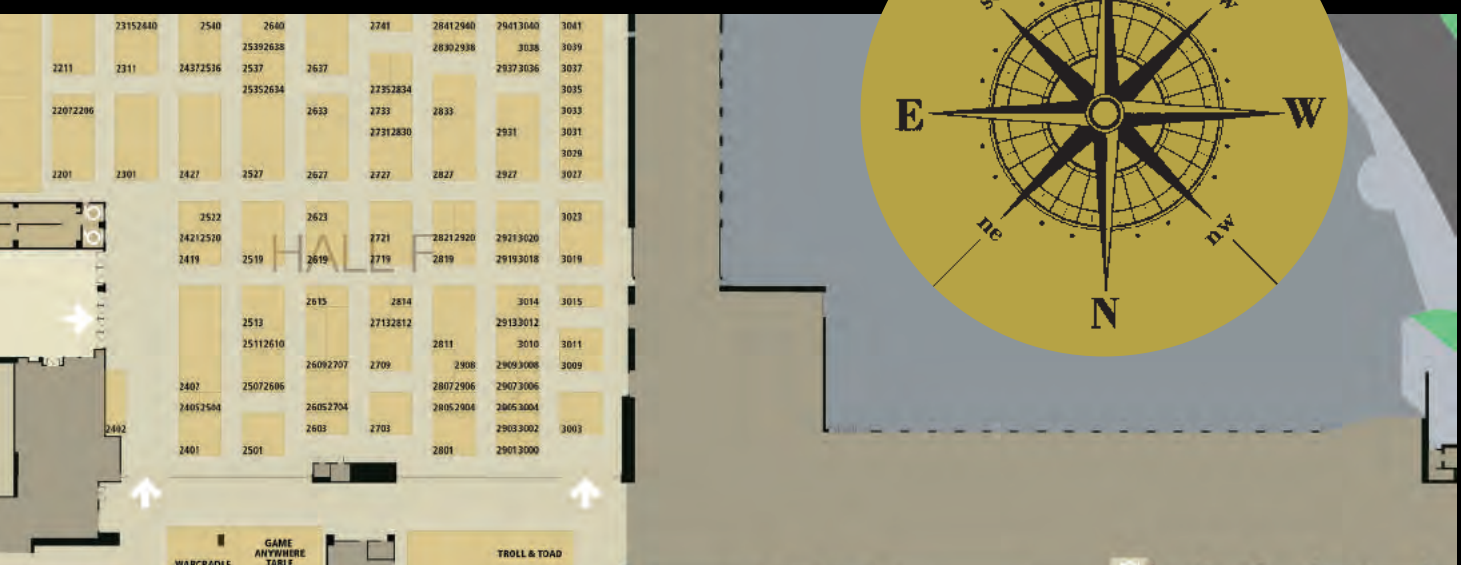 23152440 2540 2640 2741 28412940 29413040 3041
25392638 28302938 3038 3039
2211 2311 24372536 2537 2637 29373036 3037
25352634 27352834 3035
22072206 2633 2733 2833 3033
27312830 2931 3031
3029
2201 2301 2427 2527 2627 2727 2827 2927 3027
2522 2623 3023
24212520 2721 28212920 29213020
HALL F
2419 2519 2619 2719 2819 29193018 3019
2615 2814 3014 3015
2513 27132812 29133012
25112610 2811 3010 3011
26092707 2709 2908 29093008 3009
2407 25072606 28072906 29073006
24052504 26052704 28052904 29053004
2402 2603 2703 29033002 3003
2401 2501 2801 29013000
GAME
ANYWHERE
TABLE
WARCRADLE
TROLL & TOAD
s w
E W
ne nw
N